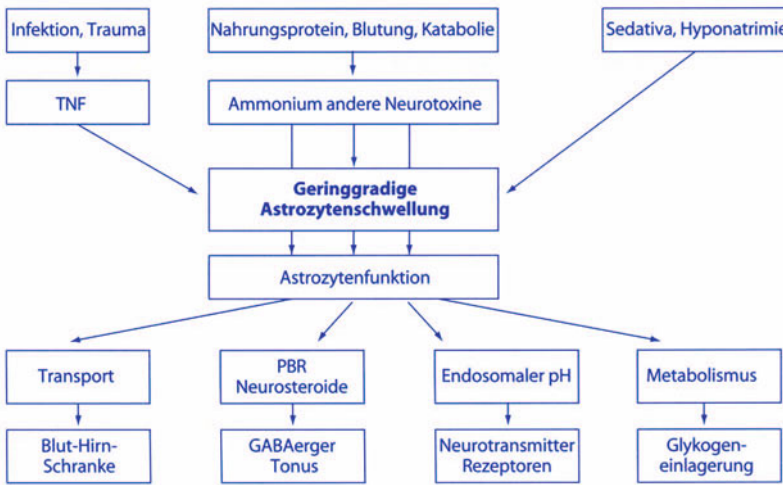 Infektion, Trauma
Nahrungsprotein, Blutung, Katabolie
Sedativa, Hyponatrimie
TNF
Ammonium andere Neurotoxine
Geringgradige
Astrozytenschwellung
Astrozytenfunktion
Transport
PBR
Neurosteroide
Endosomaler pH
Metabolismus
Blut-Hirn-
Schranke
GABAerger
Tonus
Neurotransmitter
Rezeptoren
Glykogen-
einlagerung